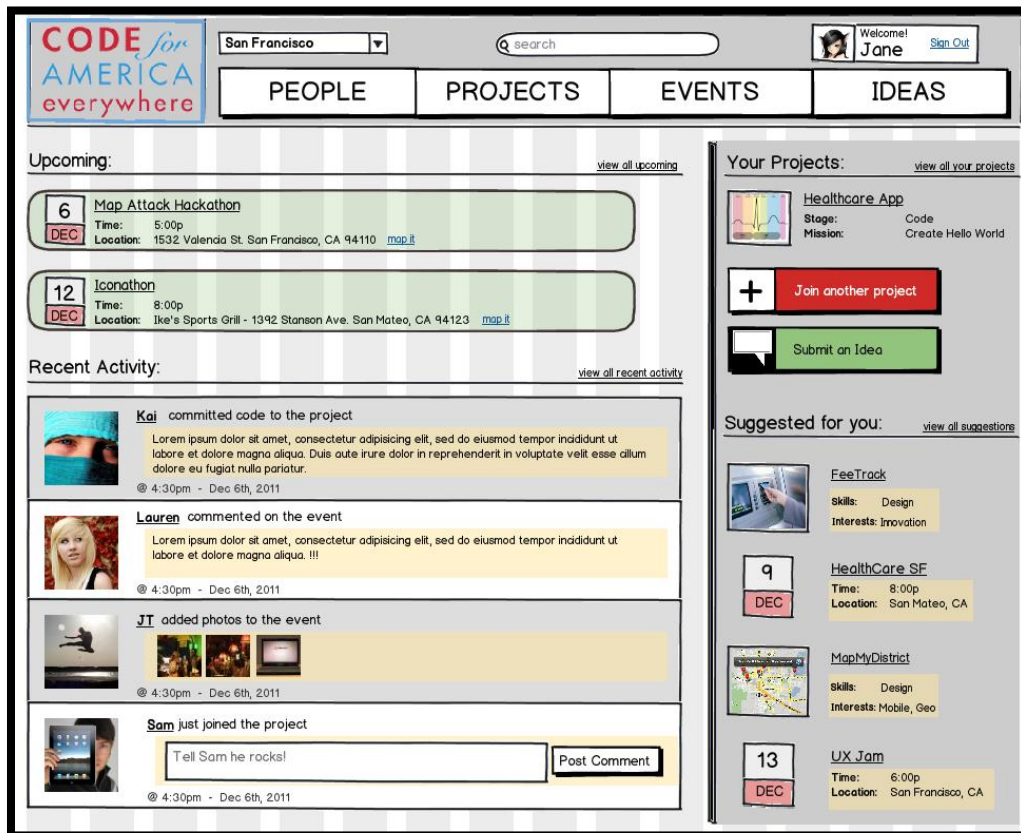 CODE for
AMERICA
everywhere
San Francisco
search
Welcome!
Jane
Sign Out
PEOPLE
PROJECTS
EVENTS
IDEAS
Upcoming:
view all upcoming
6
DEC
Map Attack Hackathon
Time: 5:00p
Location: 1532 Valencia St. San Francisco, CA 94110 map it
12
DEC
Iconathon
Time: 8:00p
Location: Ike's Sports Grill - 1392 Stanson Ave. San Mateo, CA 94123 map it
Recent Activity:
view all recent activity
Kai committed code to the project
Lorem ipsum dolor sit amet, consectetur adipisicing elit, sed do eiusmod tempor incididunt ut
labore et dolore magna aliqua. Duis aute irure dolor in reprehenderit in voluptate velit esse cillum
dolore eu fugiat nulla pariatur.
@ 4:30pm - Dec 6th, 2011
Lauren commented on the event
Lorem ipsum dolor sit amet, consectetur adipisicing elit, sed do eiusmod tempor incididunt ut
labore et dolore magna aliqua. !!!
@ 4:30pm - Dec 6th, 2011
JT added photos to the event
@ 4:30pm - Dec 6th, 2011
Sam just joined the project
Tell Sam he rocks!
Post Comment
@ 4:30pm - Dec 6th, 2011
Your Projects:
view all your projects
Healthcare App
Stage: Code
Mission: Create Hello World
+
Join another project
Submit an Idea
Suggested for you:
view all suggestions
FeeTrack
Skills: Design
Interests: Innovation
9
DEC
HealthCare SF
Time: 8:00p
Location: San Mateo, CA
MapMyDistrict
Skills: Design
Interests: Mobile, Geo
13
DEC
UX Jam
Time: 6:00p
Location: San Francisco, CA